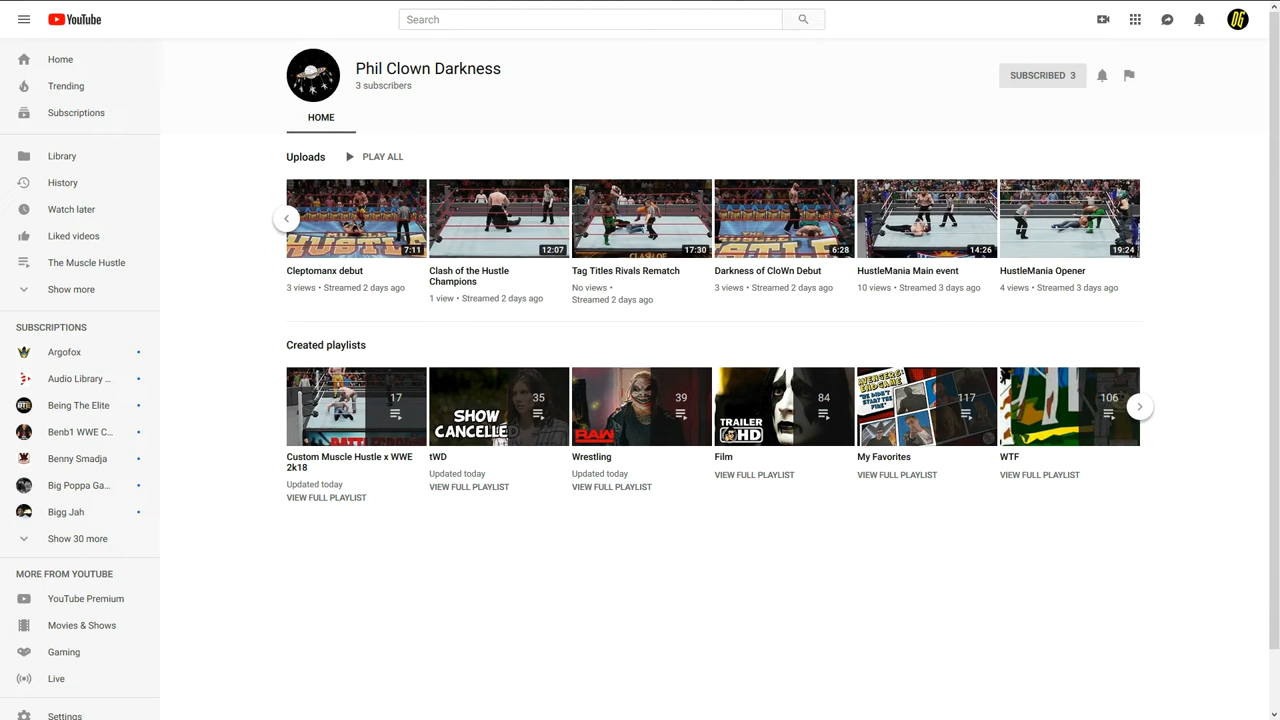 YouTube
Search
Home
Trending
Subscriptions
Library
History
Watch later
Liked videos
The Muscle Hustle
Show more
SUBSCRIPTIONS
Argofox
Audio Library ...
Being The Elite
Benb1 WWE C...
Benny Smadja
Big Poppa Ga...
Bigg Jah
Show 30 more
MORE FROM YOUTUBE
YouTube Premium
Movies & Shows
Gaming
Live
Settings
Phil Clown Darkness
3 subscribers
SUBSCRIBED 3
HOME
Uploads
PLAY ALL
7:11
Cleptomanx debut
3 views • Streamed 2 days ago
12:07
Clash of the Hustle
Champions
1 view • Streamed 2 days ago
17:30
Tag Titles Rivals Rematch
No views •
Streamed 2 days ago
6:28
Darkness of CloWn Debut
3 views • Streamed 2 days ago
14:26
HustleMania Main event
10 views • Streamed 3 days ago
19:24
HustleMania Opener
4 views • Streamed 3 days ago
Created playlists
17
Custom Muscle Hustle x WWE
2k18
Updated today
VIEW FULL PLAYLIST
SHOW
CANCELLED
35
tWD
Updated today
VIEW FULL PLAYLIST
RAW
39
Wrestling
Updated today
VIEW FULL PLAYLIST
TRAILER
HD
84
Film
VIEW FULL PLAYLIST
AVENGERS:
ENDGAME
"WE DIDN'T
START THE
FIRE"
117
My Favorites
VIEW FULL PLAYLIST
106
WTF
VIEW FULL PLAYLIST